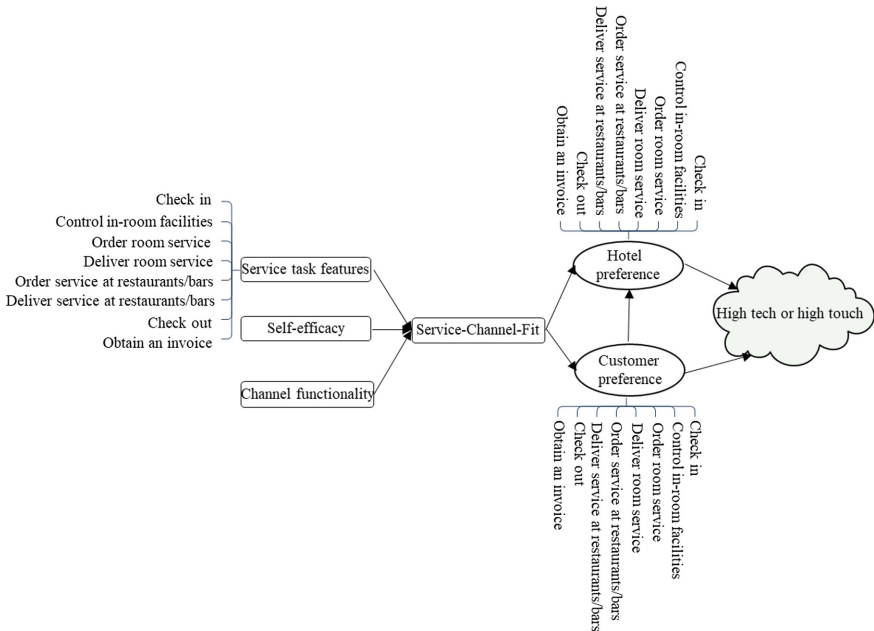 Obtain an invoice
Check out
Deliver service at restaurants/bars
Order service at restaurants/bars
Deliver room service
Order room service
Control in-room facilities
Check in
Check in
Control in-room facilities
Order room service
Deliver room service
Order service at restaurants/bars
Deliver service at restaurants/bars
Check out
Obtain an invoice
Service task features
Self-efficacy
Channel functionality
Service-Channel-Fit
Hotel
preference
Customer
preference
High tech or high touch
Obtain an invoice
Check out
Deliver service at restaurants/bars
Order service at restaurants/bars
Deliver room service
Order room service
Control in-room facilities
Check in